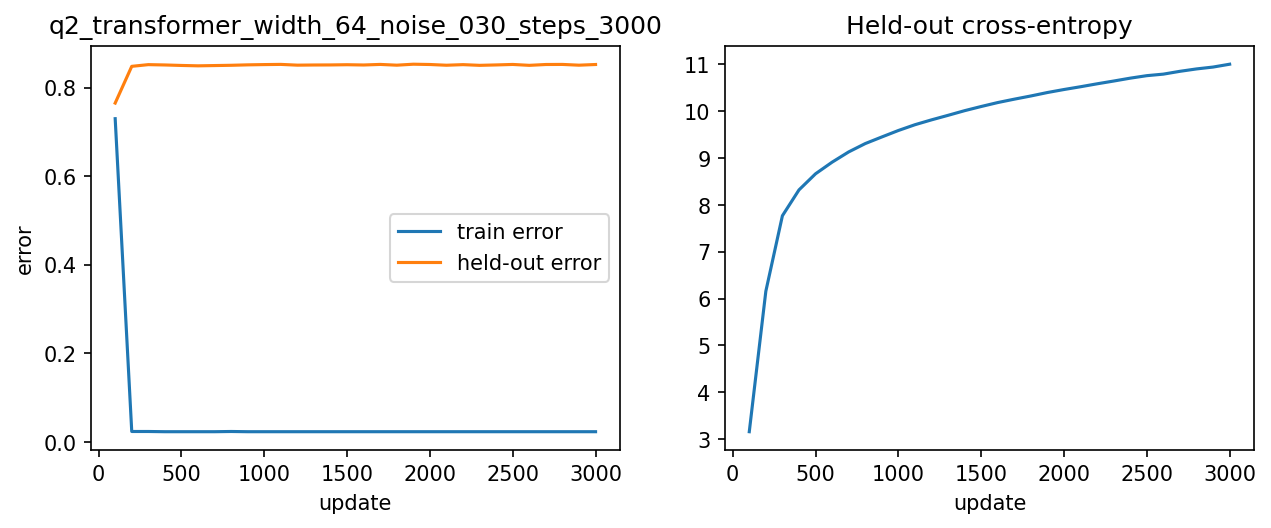 q2_transformer_width_64_noise_030_steps_3000
error
0.8
0.6
0.4
0.2
0.0
train error
held-out error
0 500 1000 1500 2000 2500 3000
update
Held-out cross-entropy
11
10
9
8
7
6
5
4
3
0 500 1000 1500 2000 2500 3000
update